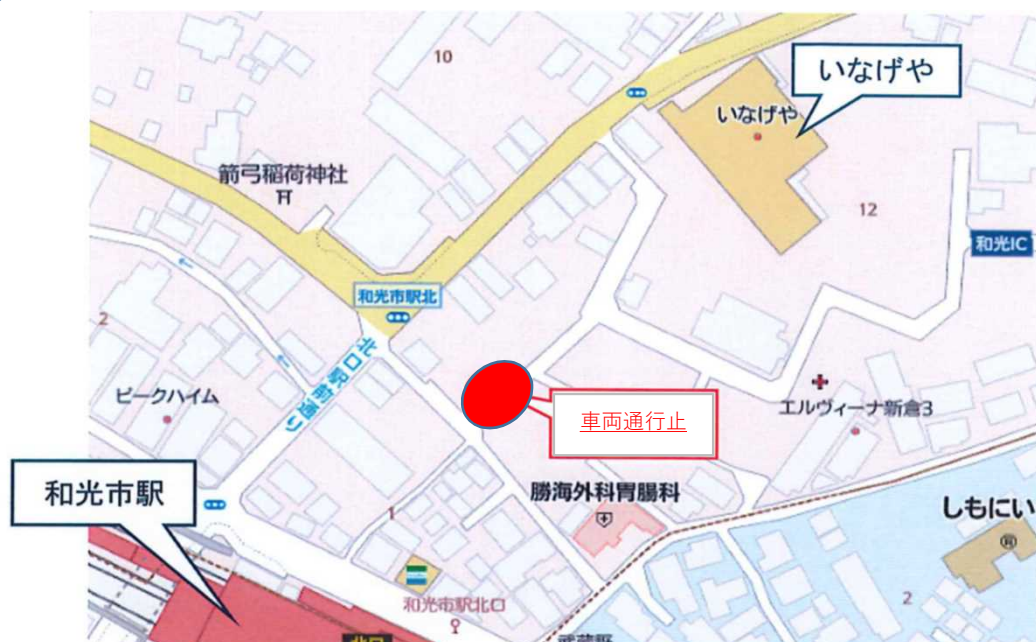 10
いなげや
いなげや
箭弓稲荷神社
12
和光IC
和光市駅北
2
北口駅前通り
ピークハイム
車両通行止
エルヴィーナ新倉3
和光市駅
勝海外科胃腸科
しもにい
1
和光市駅北口
2
北口